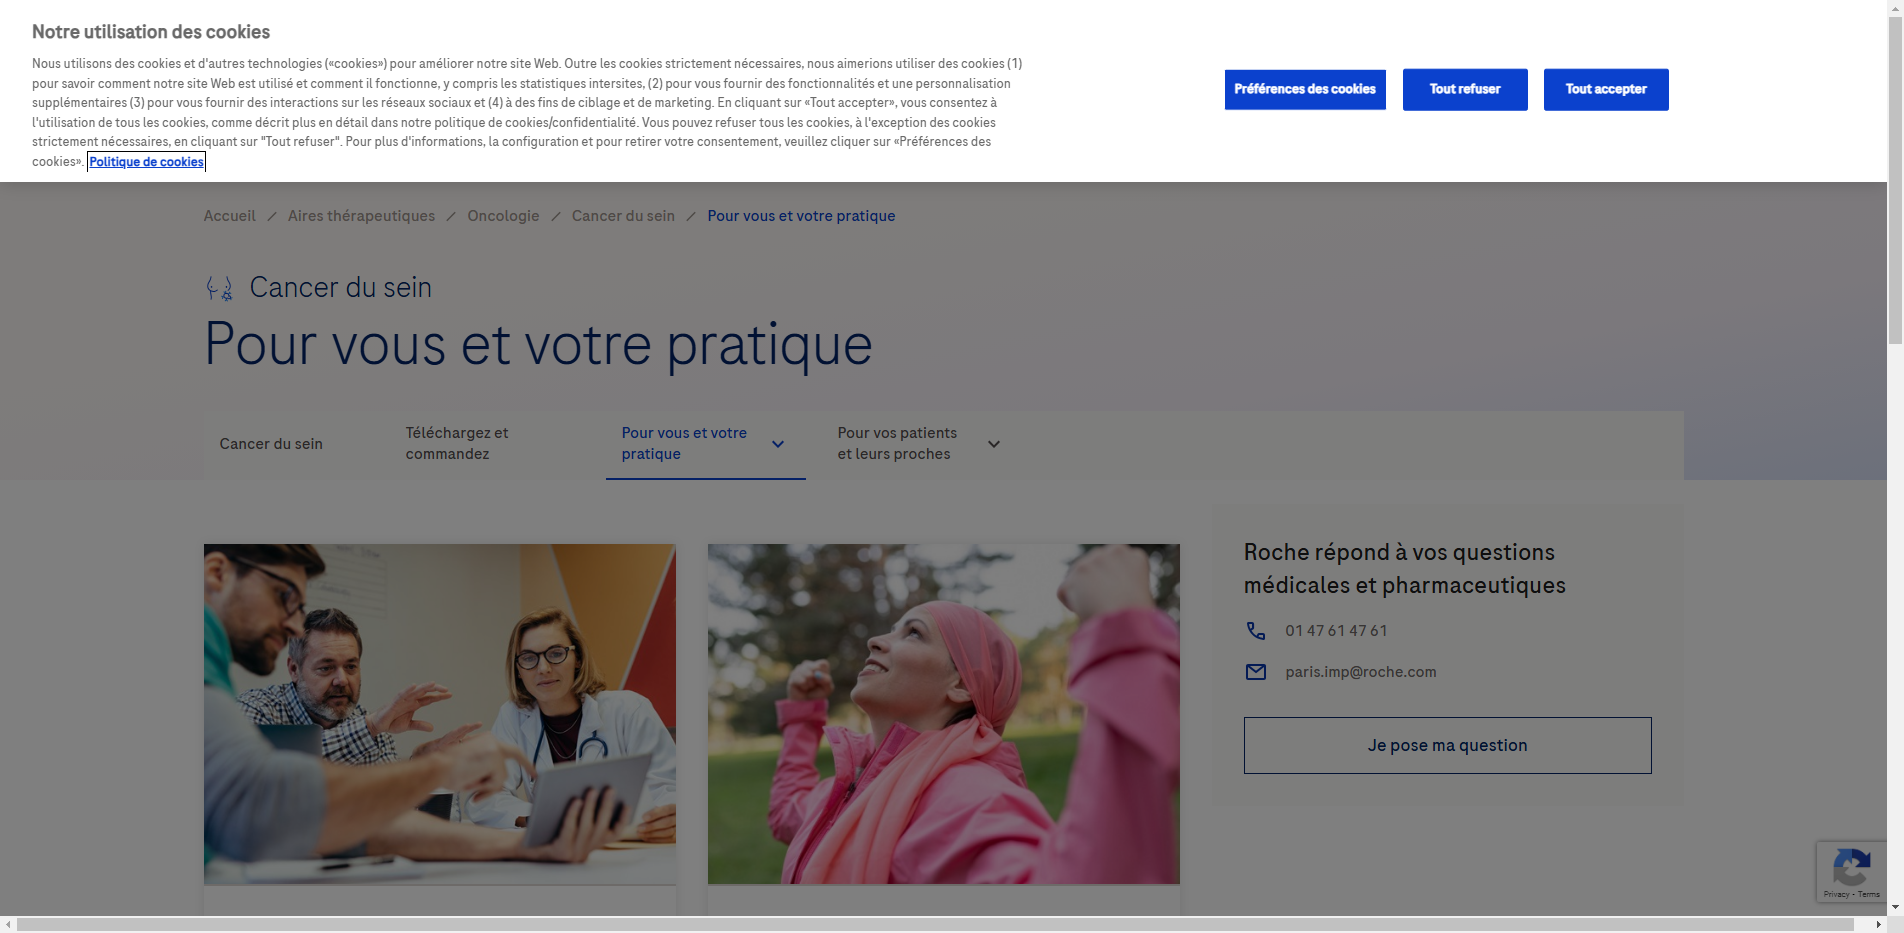 Notre utilisation des cookies
Nous utilisons des cookies et d'autres technologies («cookies») pour améliorer notre site Web. Outre les cookies strictement nécessaires, nous aimerions utiliser des cookies (1)
pour savoir comment notre site Web est utilisé et comment il fonctionne, y compris les statistiques intersites, (2) pour vous fournir des fonctionnalités et une personnalisation
supplémentaires (3) pour vous fournir des interactions sur les réseaux sociaux et (4) à des fins de ciblage et de marketing. En cliquant sur «Tout accepter», vous consentez à
l'utilisation de tous les cookies, comme décrit plus en détail dans notre politique de cookies/confidentialité. Vous pouvez refuser tous les cookies, à l'exception des cookies
strictement nécessaires, en cliquant sur "Tout refuser". Pour plus d'informations, la configuration et pour retirer votre consentement, veuillez cliquer sur «Préférences des
cookies». Politique de cookies
Préférences des cookies
Tout refuser
Tout accepter
Accueil / Aires thérapeutiques / Oncologie / Cancer du sein / Pour vous et votre pratique
Cancer du sein
Pour vous et votre pratique
Cancer du sein
Téléchargez et
commandez
Pour vous et votre
pratique
Pour vos patients
et leurs proches
Roche répond à vos questions
médicales et pharmaceutiques
01 47 61 47 61
paris.imp@roche.com
Je pose ma question
Privacy - Terms